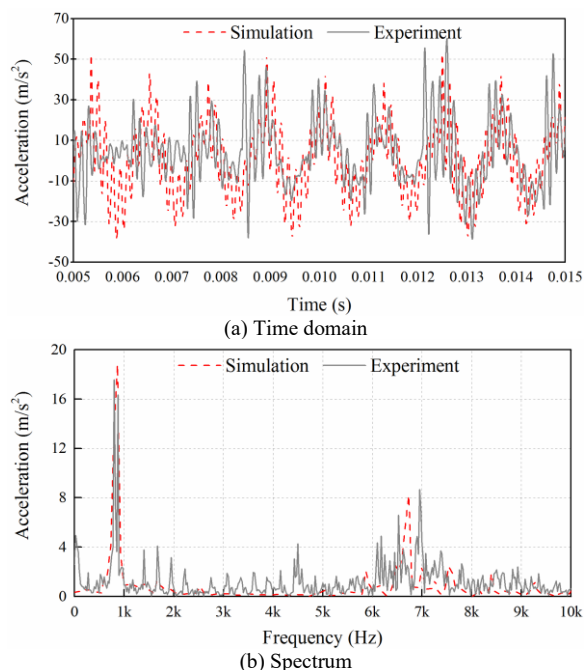 Simulation Experiment
70
50
30
10
-10
-30
-50
Acceleration (m/s²)
0.005 0.006 0.007 0.008 0.009 0.010 0.011 0.012 0.013 0.014 0.015
Time (s)
(a) Time domain
Simulation Experiment
20
16
12
8
4
0
Acceleration (m/s²)
0 1k 2k 3k 4k 5k 6k 7k 8k 9k 10k
Frequency (Hz)
(b) Spectrum